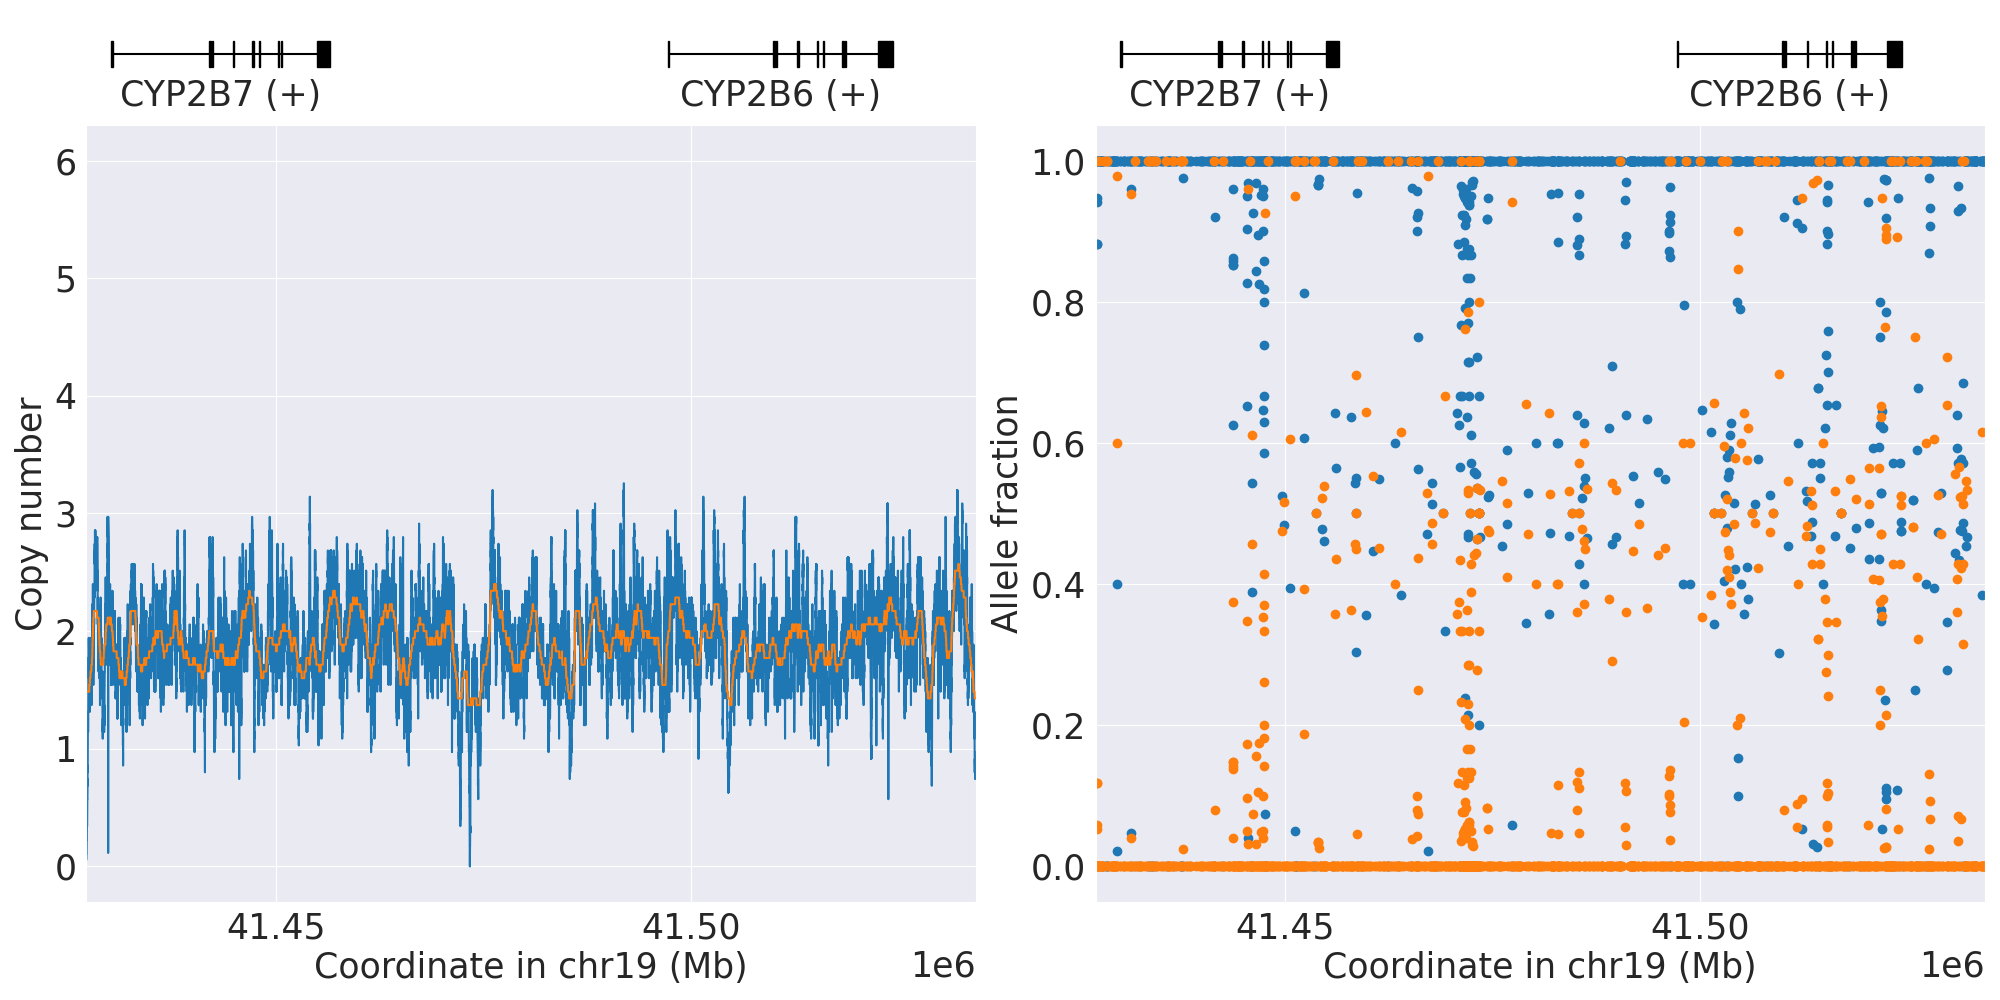 CYP2B7 (+)
CYP2B6 (+)
6
5
4
3
2
1
0
Copy number
41.45
41.50
Coordinate in chr19 (Mb)
1e6
CYP2B7 (+)
CYP2B6 (+)
1.0
0.8
0.6
0.4
0.2
0.0
Allele fraction
41.45
41.50
Coordinate in chr19 (Mb)
1e6